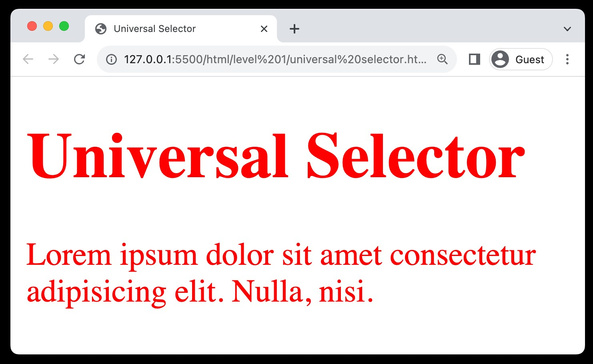 Universal Selector
127.0.0.1:5500/html/level%201/universal%20selector.ht...
Guest
Universal Selector
Lorem ipsum dolor sit amet consectetur
adipisicing elit. Nulla, nisi.